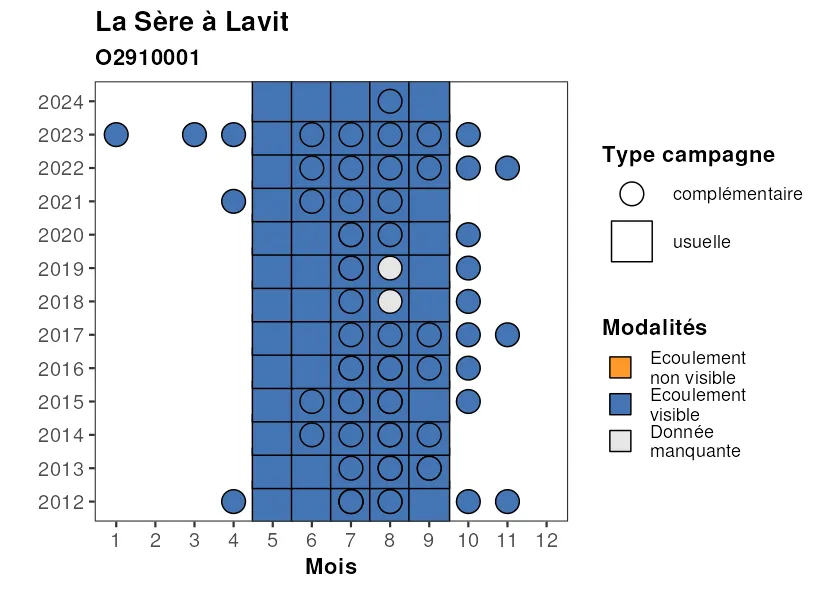 La Sère à Lavit
O2910001
2024
2023
2022
2021
2020
2019
2018
2017
2016
2015
2014
2013
2012
1 2 3 4 5 6 7 8 9 10 11 12
Mois
Type campagne
complémentaire
usuelle
Modalités
Ecoulement
non visible
Ecoulement
visible
Donnée
manquante